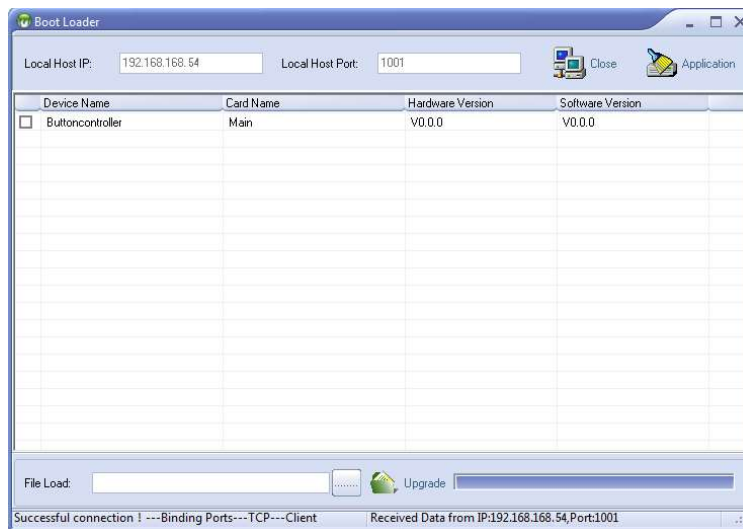 Boot Loader
Local Host IP: 192.168.168.54 Local Host Port: 1001 Close Application
Device Name Card Name Hardware Version Software Version
Buttoncontroller Main V0.0.0 V0.0.0
File Load: ........ Upgrade
Successful connection ! ---Binding Ports---TCP---Client Received Data from IP:192.168.168.54,Port:1001